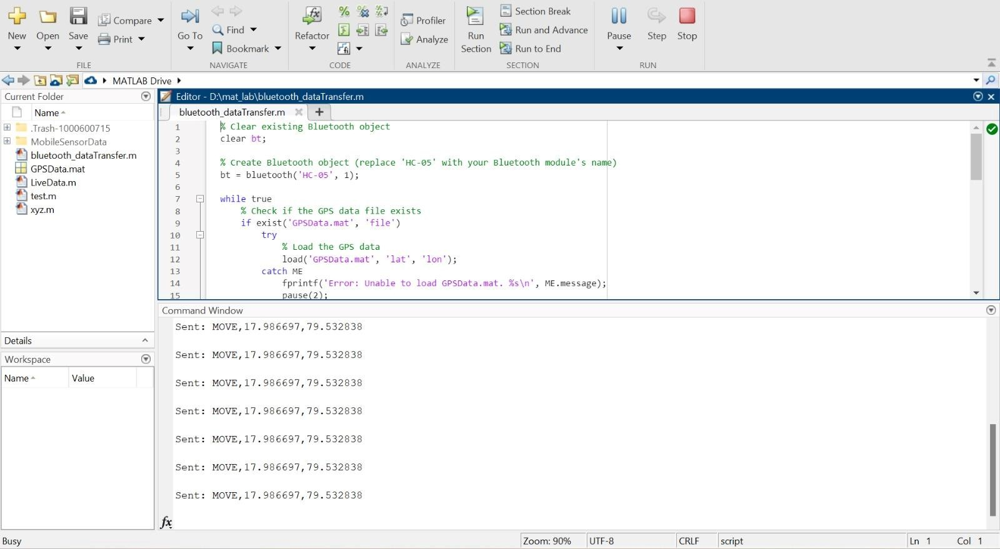 New
Open
Save
Compare
Print
FILE
Go To
Find
Bookmark
NAVIGATE
Refactor
CODE
Profiler
Analyze
ANALYZE
Run Section
Section Break
Run and Advance
Run to End
SECTION
Pause
Step
Stop
RUN
MATLAB Drive
Current Folder
Name
.Trash-1000600715
MobileSensorData
bluetooth_dataTransfer.m
GPSData.mat
LiveData.m
test.m
xyz.m
Details
Workspace
Name Value
Editor - D:\mat_lab\bluetooth_dataTransfer.m
bluetooth_dataTransfer.m
1 % Clear existing Bluetooth object
2 clear bt;
3
4 % Create Bluetooth object (replace 'HC-05' with your Bluetooth module's name)
5 bt = bluetooth('HC-05', 1);
6
7 while true
8 % Check if the GPS data file exists
9 if exist('GPSData.mat', 'file')
10 try
11 % Load the GPS data
12 load('GPSData.mat', 'lat', 'lon');
13 catch ME
14 fprintf('Error: Unable to load GPSData.mat. %s\n', ME.message);
15 pause(2);
Command Window
Sent: MOVE,17.986697,79.532838
Sent: MOVE,17.986697,79.532838
Sent: MOVE,17.986697,79.532838
Sent: MOVE,17.986697,79.532838
Sent: MOVE,17.986697,79.532838
Sent: MOVE,17.986697,79.532838
Sent: MOVE,17.986697,79.532838
fx
Busy
Zoom: 90% UTF-8 CRLF script Ln 1 Col 1